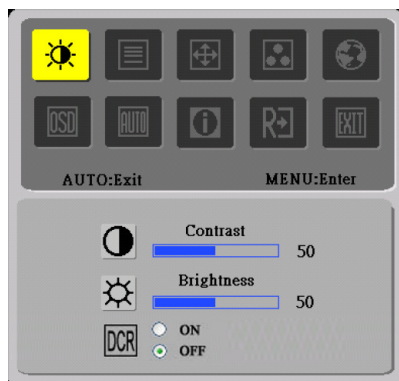 OSD AUTO R EXIT
AUTO:Exit MENU:Enter
Contrast
50
Brightness
50
DCR ON
OFF